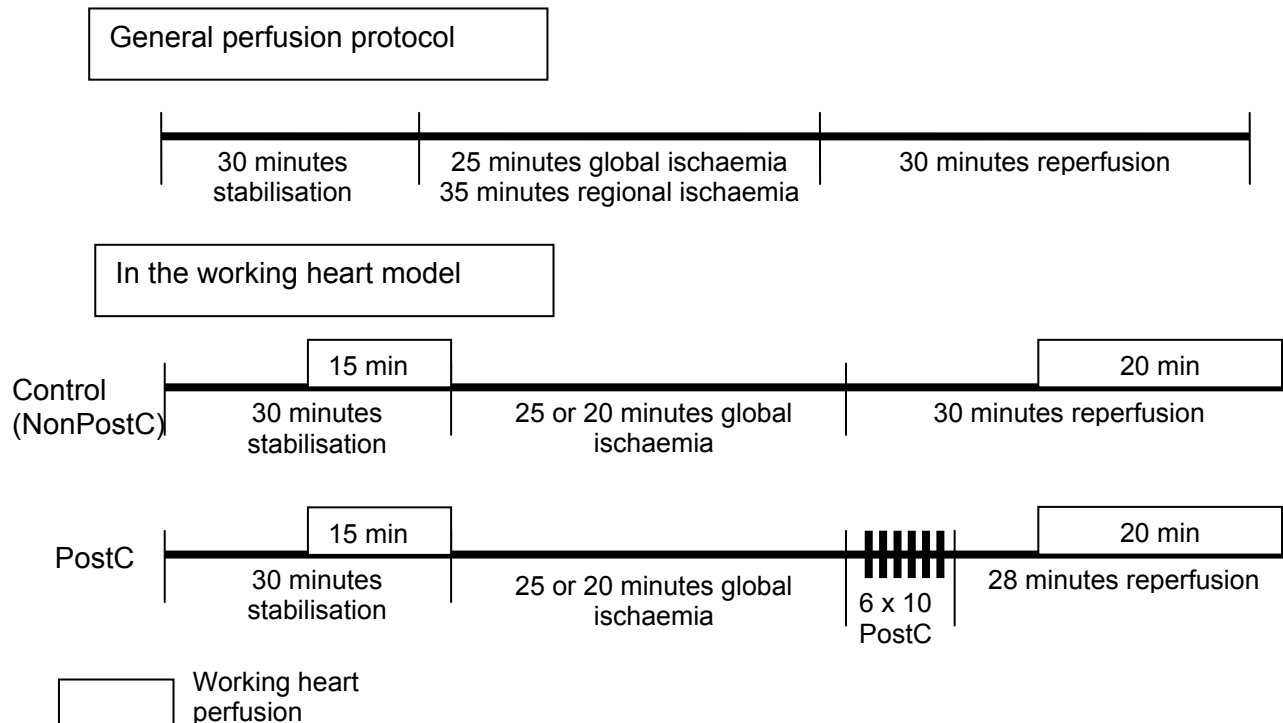 General perfusion protocol
30 minutes
stabilisation
25 minutes global ischaemia
35 minutes regional ischaemia
30 minutes reperfusion
In the working heart model
Control
(NonPostC)
15 min
20 min
30 minutes
stabilisation
25 or 20 minutes global
ischaemia
30 minutes reperfusion
PostC
15 min
20 min
30 minutes
stabilisation
25 or 20 minutes global
ischaemia
6 x 10
PostC
28 minutes reperfusion
Working heart
perfusion